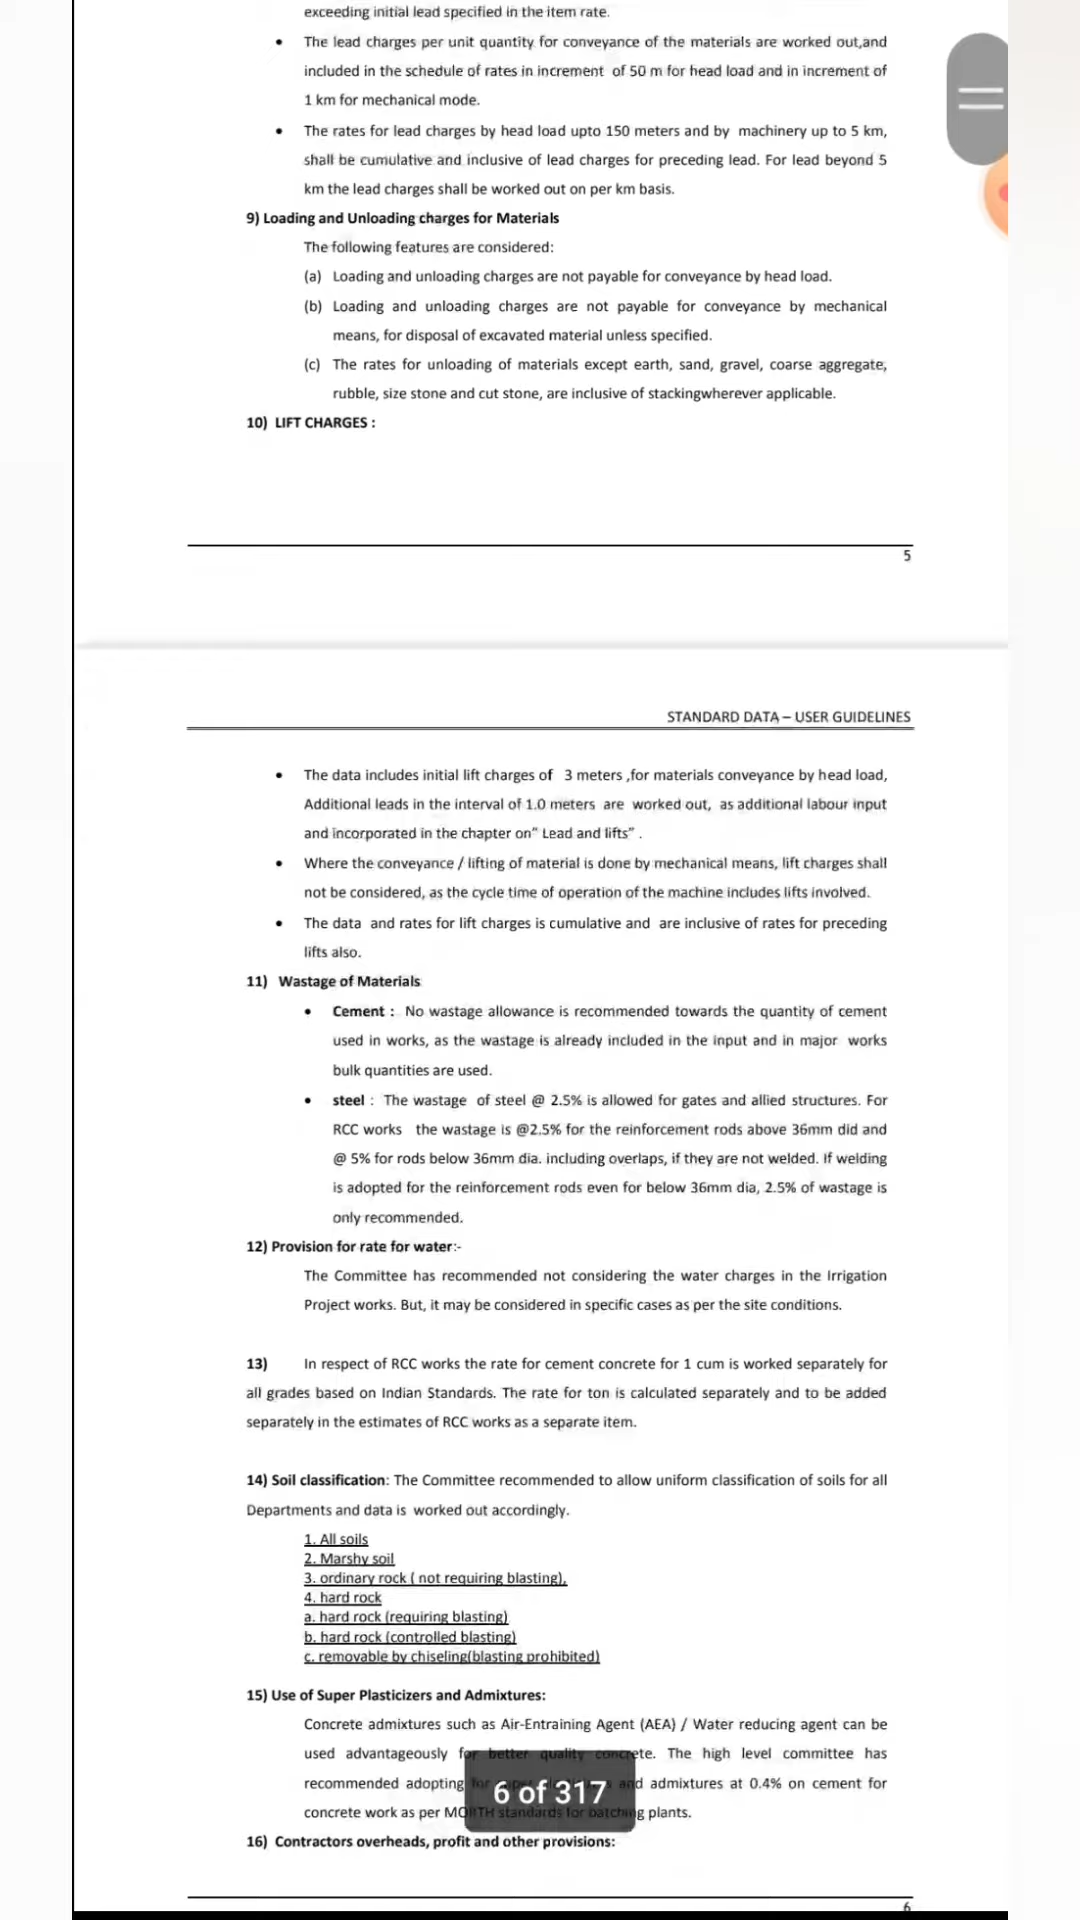 exceeding initial lead specified in the item rate.
• The lead charges per unit quantity for conveyance of the materials are worked out,and
included in the schedule of rates in increment of 50 m for head load and in increment of
1 km for mechanical mode.
• The rates for lead charges by head load upto 150 meters and by machinery up to 5 km,
shall be cumulative and inclusive of lead charges for preceding lead. For lead beyond 5
km the lead charges shall be worked out on per km basis.
9) Loading and Unloading charges for Materials
The following features are considered:
(a) Loading and unloading charges are not payable for conveyance by head load.
(b) Loading and unloading charges are not payable for conveyance by mechanical
means, for disposal of excavated material unless specified.
(c) The rates for unloading of materials except earth, sand, gravel, coarse aggregate,
rubble, size stone and cut stone, are inclusive of stackingwherever applicable.
10) LIFT CHARGES :
5
STANDARD DATA – USER GUIDELINES
• The data includes initial lift charges of 3 meters ,for materials conveyance by head load,
Additional leads in the interval of 1.0 meters are worked out, as additional labour input
and incorporated in the chapter on" Lead and lifts" .
• Where the conveyance / lifting of material is done by mechanical means, lift charges shall
not be considered, as the cycle time of operation of the machine includes lifts involved.
• The data and rates for lift charges is cumulative and are inclusive of rates for preceding
lifts also.
11) Wastage of Materials
• Cement : No wastage allowance is recommended towards the quantity of cement
used in works, as the wastage is already included in the input and in major works
bulk quantities are used.
• steel : The wastage of steel @ 2.5% is allowed for gates and allied structures. For
RCC works the wastage is @2.5% for the reinforcement rods above 36mm did and
@ 5% for rods below 36mm dia. including overlaps, if they are not welded. If welding
is adopted for the reinforcement rods even for below 36mm dia, 2.5% of wastage is
only recommended.
12) Provision for rate for water:-
The Committee has recommended not considering the water charges in the Irrigation
Project works. But, it may be considered in specific cases as per the site conditions.
13) In respect of RCC works the rate for cement concrete for 1 cum is worked separately for
all grades based on Indian Standards. The rate for ton is calculated separately and to be added
separately in the estimates of RCC works as a separate item.
14) Soil classification: The Committee recommended to allow uniform classification of soils for all
Departments and data is worked out accordingly.
1. All soils
2. Marshy soil
3. ordinary rock ( not requiring blasting),
4. hard rock
a. hard rock (requiring blasting)
b. hard rock (controlled blasting)
c. removable by chiseling(blasting prohibited)
15) Use of Super Plasticizers and Admixtures:
Concrete admixtures such as Air-Entraining Agent (AEA) / Water reducing agent can be
used advantageously for better quality concrete. The high level committee has
recommended adopting for and admixtures at 0.4% on cement for
concrete work as per MORTH standards for batching plants.
6 of 317
16) Contractors overheads, profit and other provisions:
6